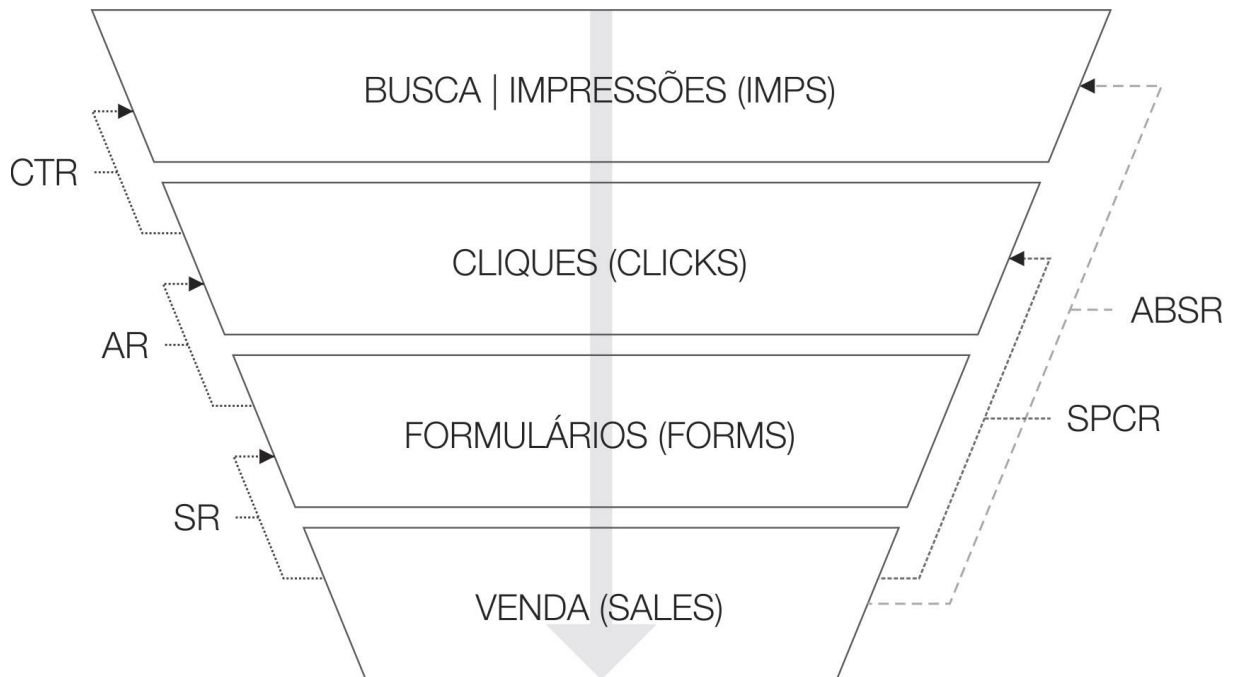 BUSCA | IMPRESSÕES (IMPS)
CTR
CLIQUES (CLICKS)
ABSR
AR
SPCR
FORMULÁRIOS (FORMS)
SR
VENDA (SALES)